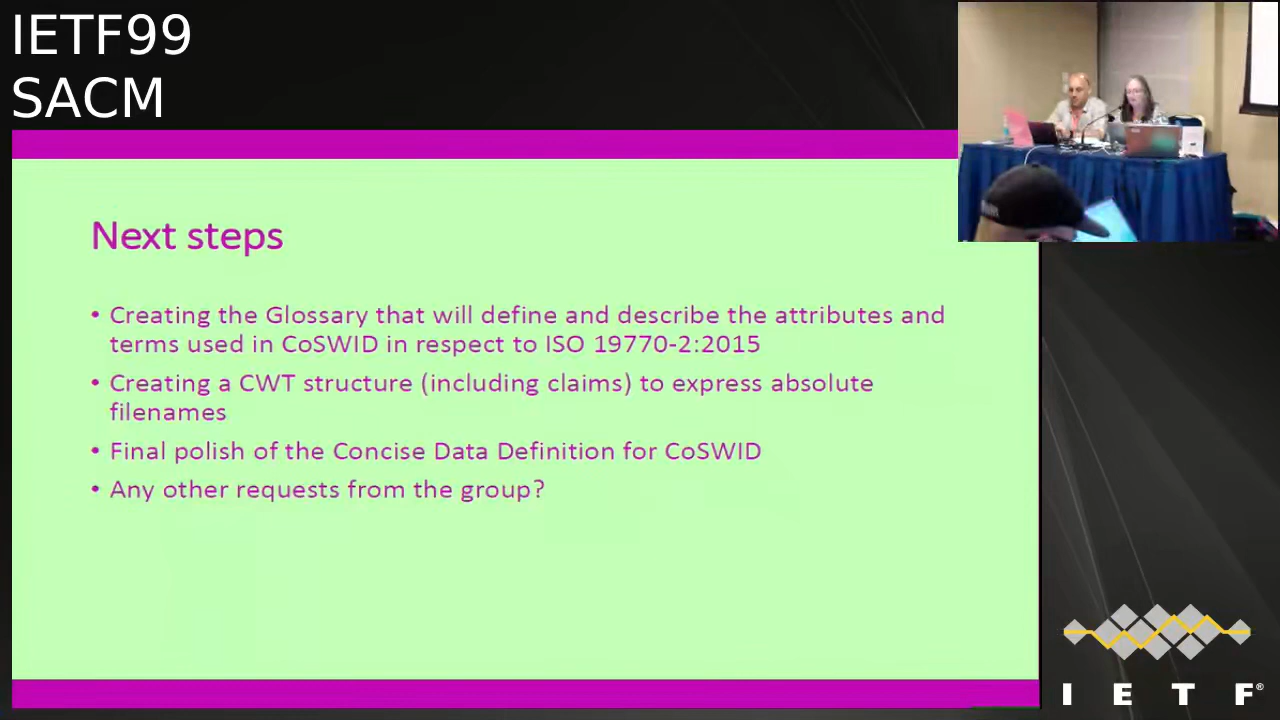 IETF99
SACM
Next steps
• Creating the Glossary that will define and describe the attributes and
terms used in CoSWID in respect to ISO 19770-2:2015
• Creating a CWT structure (including claims) to express absolute
filenames
• Final polish of the Concise Data Definition for CoSWID
• Any other requests from the group?
I E T F®